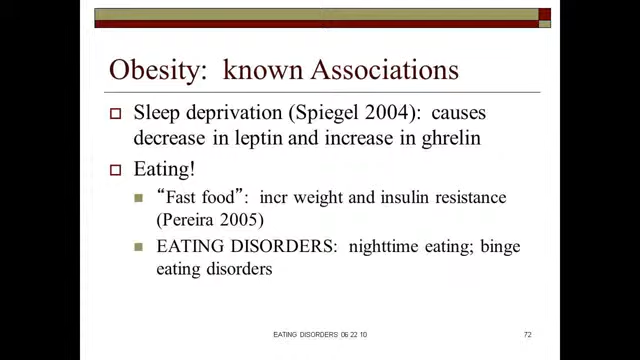 Obesity: known Associations
Sleep deprivation (Spiegel 2004): causes
decrease in leptin and increase in ghrelin
Eating!
“Fast food”: incr weight and insulin resistance
(Pereira 2005)
EATING DISORDERS: nighttime eating; binge
eating disorders
EATING DISORDERS 06 22 10
72